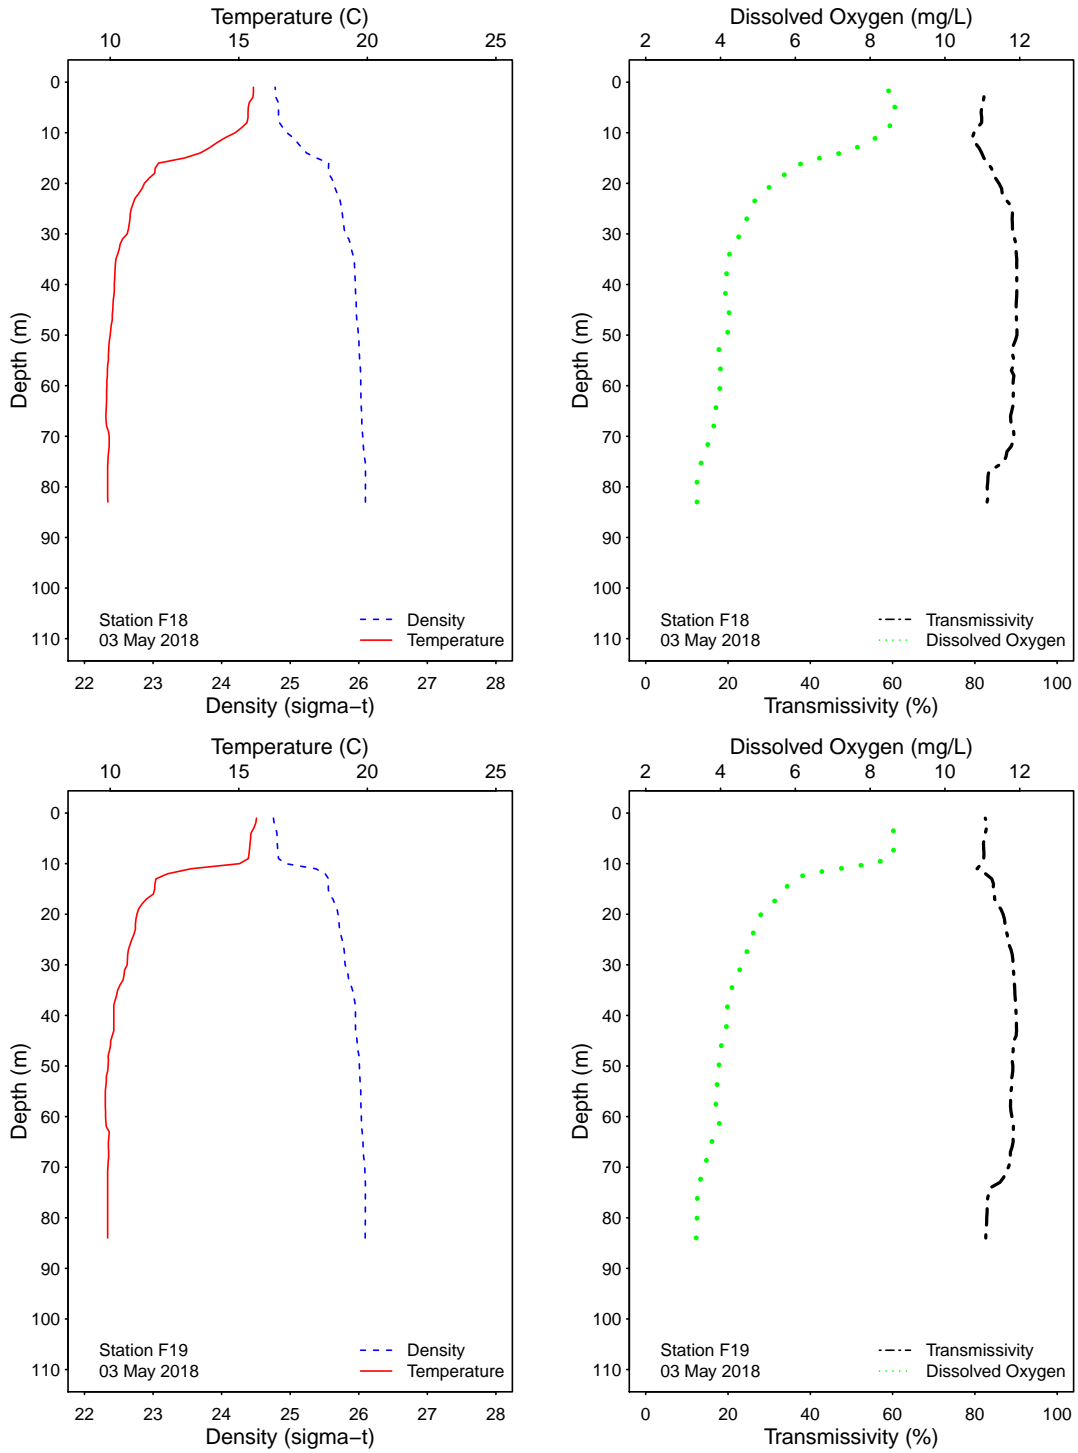 Temperature (C)
10 15 20 25
0
10
20
30
40
50
60
70
80
90
100
110
Depth (m)
Station F18
03 May 2018
Density
Temperature
22 23 24 25 26 27 28
Density (sigma−t)
Dissolved Oxygen (mg/L)
2 4 6 8 10 12
0
10
20
30
40
50
60
70
80
90
100
110
Depth (m)
Station F18
03 May 2018
Transmissivity
Dissolved Oxygen
0 20 40 60 80 100
Transmissivity (%)
Temperature (C)
10 15 20 25
0
10
20
30
40
50
60
70
80
90
100
110
Depth (m)
Station F19
03 May 2018
Density
Temperature
22 23 24 25 26 27 28
Density (sigma−t)
Dissolved Oxygen (mg/L)
2 4 6 8 10 12
0
10
20
30
40
50
60
70
80
90
100
110
Depth (m)
Station F19
03 May 2018
Transmissivity
Dissolved Oxygen
0 20 40 60 80 100
Transmissivity (%)